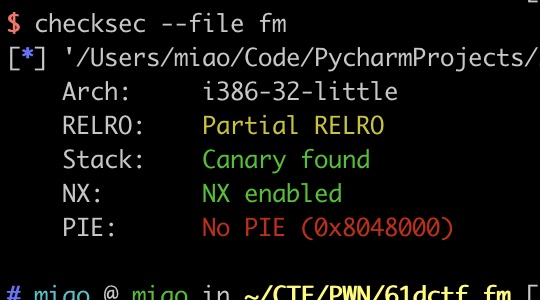 $ checksec --file fm
[*] '/Users/miao/Code/PycharmProjects/
Arch: i386-32-little
RELRO: Partial RELRO
Stack: Canary found
NX: NX enabled
PIE: No PIE (0x8048000)
# miao @ miao in ~/CTF/PWN/61dctf_fm [